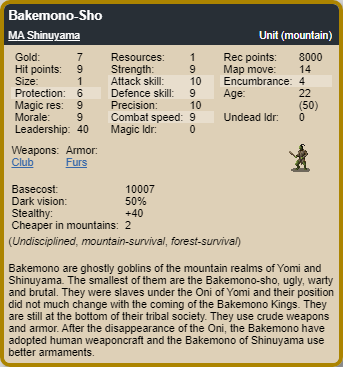 Bakemono-Sho
MA Shinuyama Unit (mountain)
Gold: 7 Resources: 1 Rec points: 8000
Hit points: 9 Strength: 9 Map move: 14
Size: 1 Attack skill: 10 Encumbrance: 4
Protection: 6 Defence skill: 9 Age: 22
Magic res: 9 Precision: 10 (50)
Morale: 9 Combat speed: 9 Undead ldr: 0
Leadership: 40 Magic ldr: 0
Weapons: Armor:
Club Furs
Basecost: 10007
Dark vision: 50%
Stealthy: +40
Cheaper in mountains: 2
(Undisciplined, mountain-survival, forest-survival)
Bakemono are ghostly goblins of the mountain realms of Yomi and
Shinuyama. The smallest of them are the Bakemono-sho, ugly, warty
and brutal. They were slaves under the Oni of Yomi and their position
did not much change with the coming of the Bakemono Kings. They
are still at the bottom of their tribal society. They use crude weapons
and armor. After the disappearance of the Oni, the Bakemono have
adopted human weaponcraft and the Bakemono of Shinuyama use
better armaments.